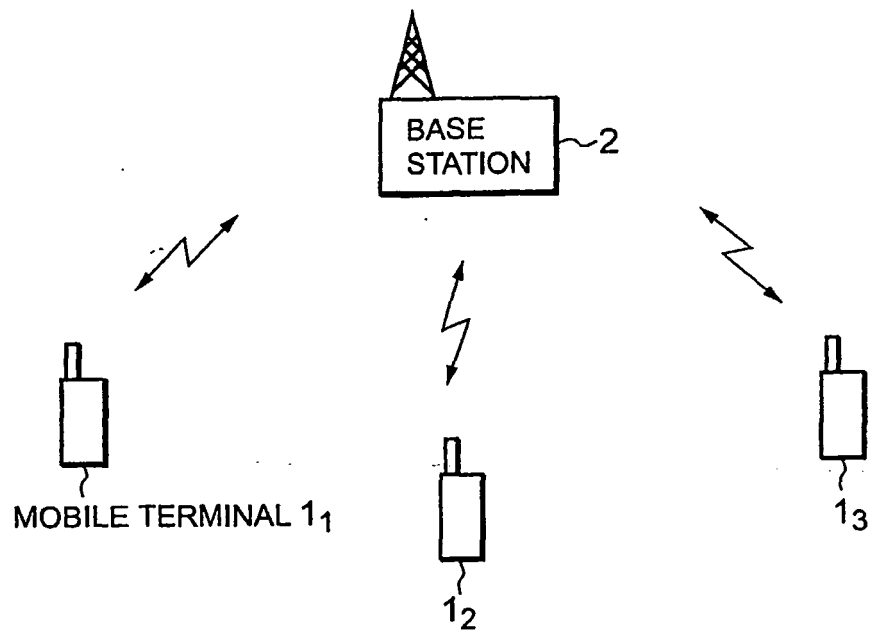 BASE
STATION
2
MOBILE TERMINAL 1₁
1₃
1₂